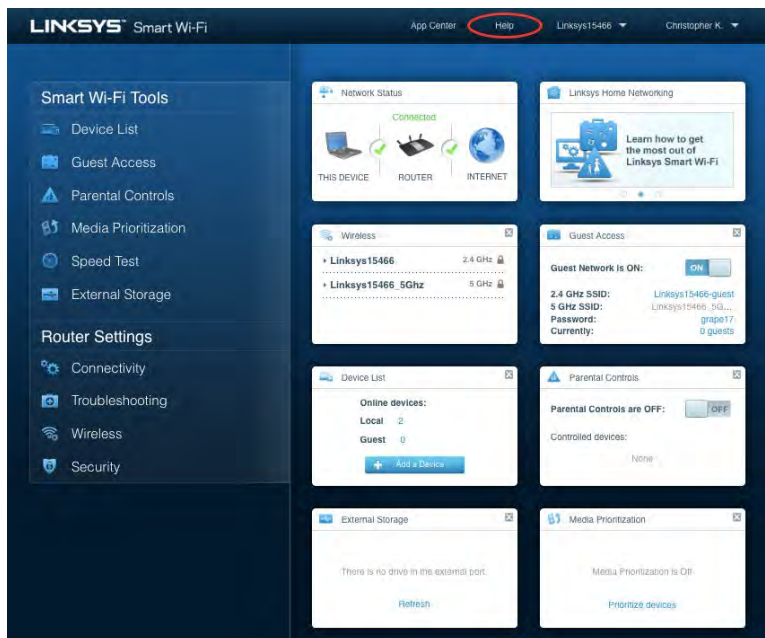 LINKSYS™ Smart Wi-Fi
App Center
Help
Linksys15466
Christopher K.
Smart Wi-Fi Tools
Device List
Guest Access
Parental Controls
Media Prioritization
Speed Test
External Storage
Router Settings
Connectivity
Troubleshooting
Wireless
Security
Network Status
Connected
THIS DEVICE
ROUTER
INTERNET
Linksys Home Networking
Learn how to get
the most out of
Linksys Smart Wi-Fi
Wireless
Linksys15466 2.4 GHz
Linksys15466_5Ghz 5 GHz
Guest Access
Guest Network is ON: ON
2.4 GHz SSID: Linksys15466-guest
5 GHz SSID: Linksys15466_5G...
Password: grape17
Currently: 0 guests
Device List
Online devices:
Local 2
Guest 0
Add a Device
Parental Controls
Parental Controls are OFF: OFF
Controlled devices:
None
External Storage
There is no drive in the external port.
Refresh
Media Prioritization
Media Prioritization is Off
Prioritize devices